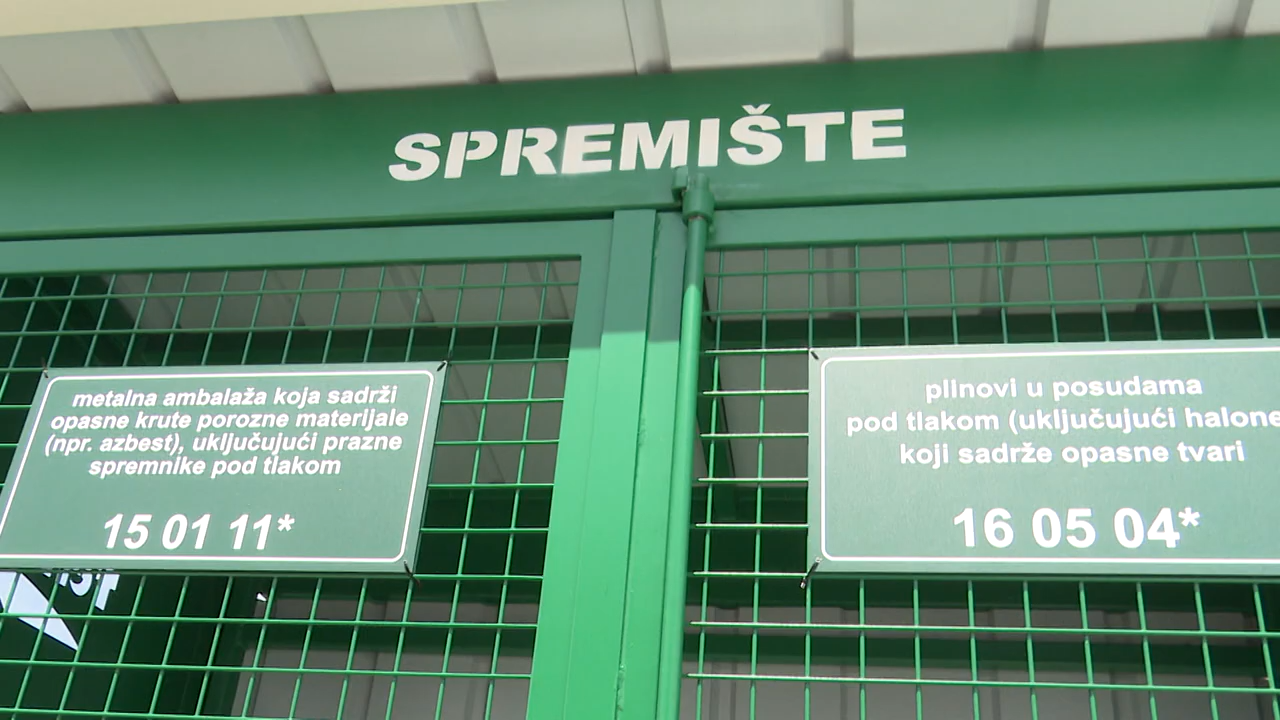 SPREMIŠTE
metalna ambalaža koja sadrži
opasne krute porozne materijale
(npr. azbest), uključujući prazne
spremnike pod tlakom
15 01 11*
plinovi u posudama
pod tlakom (uključujući halone
koji sadrže opasne tvari
16 05 04*